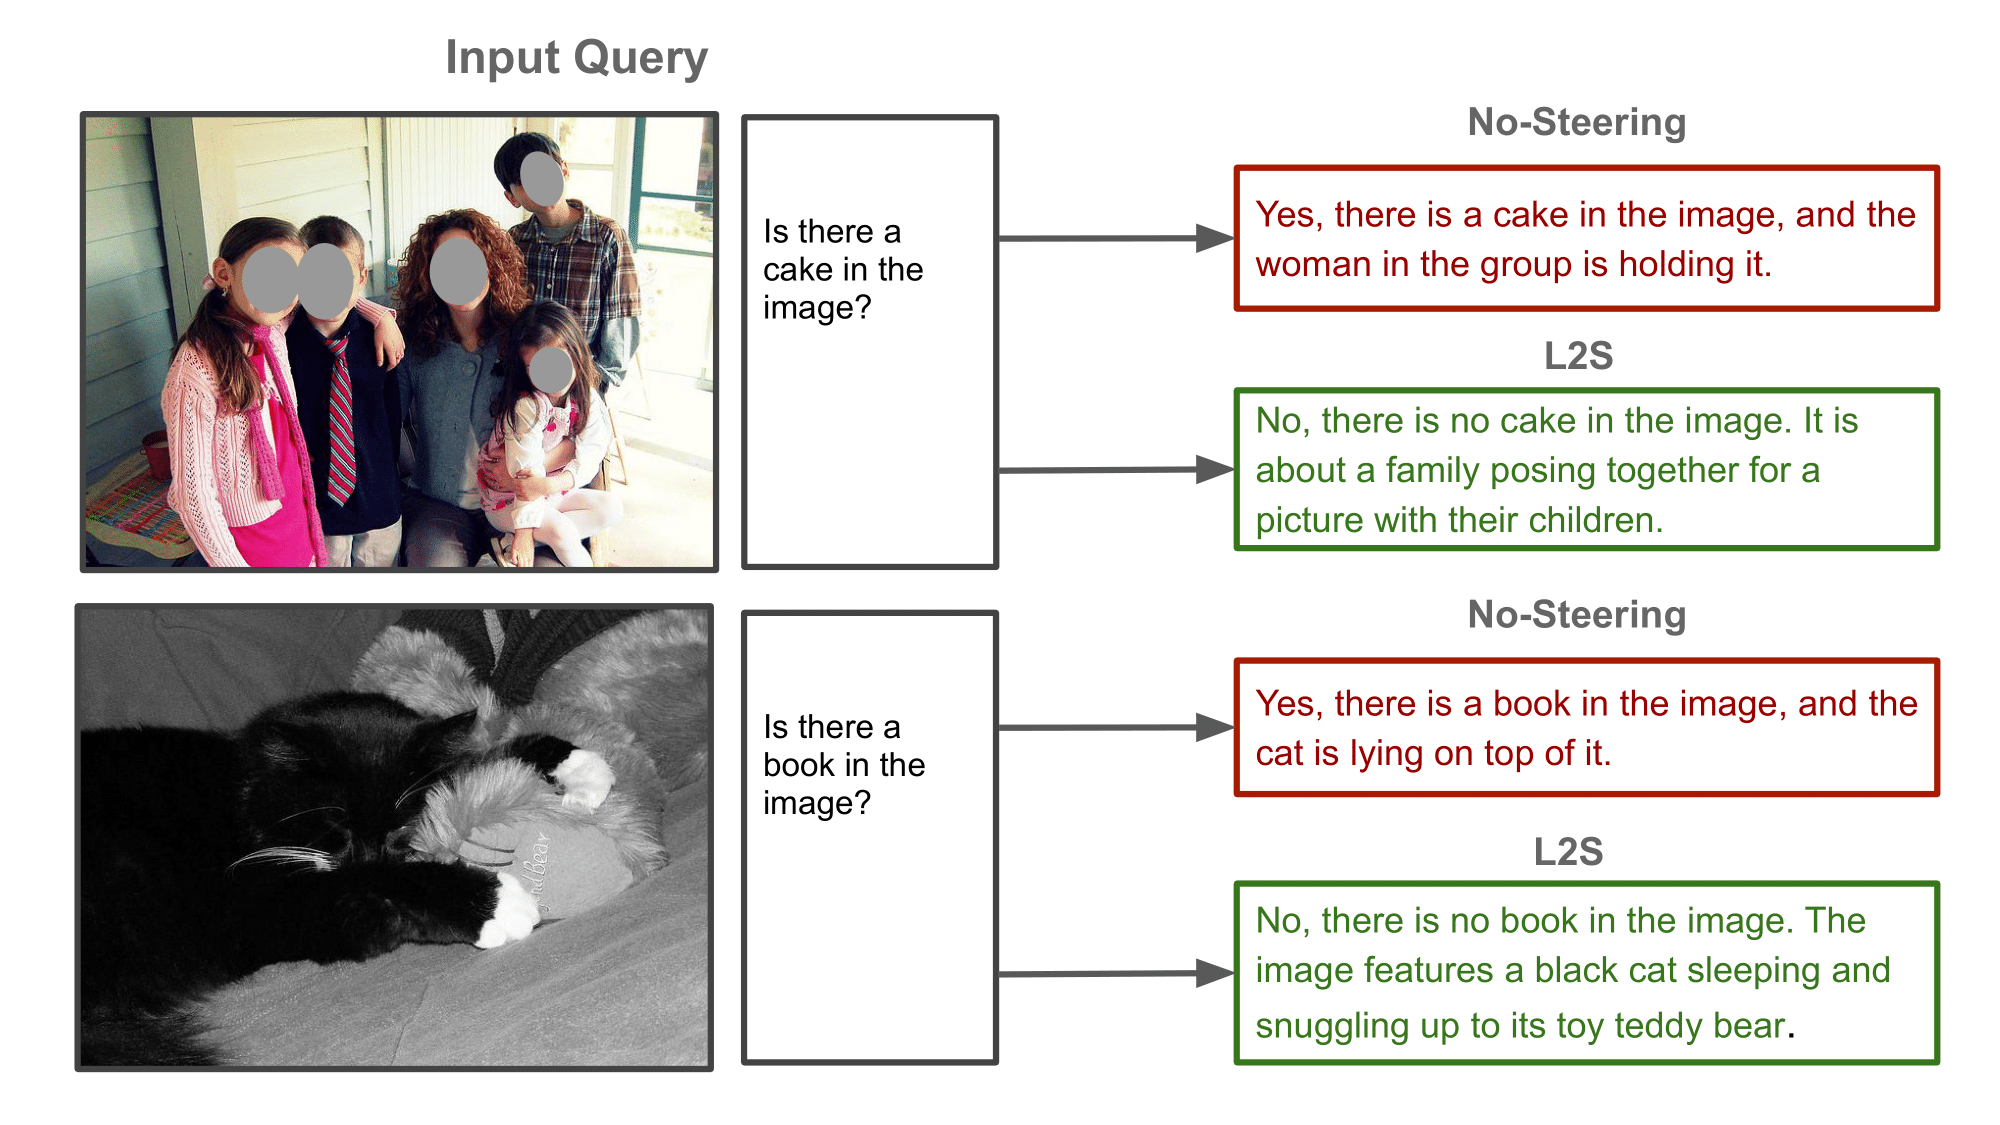 Input Query
Is there a
cake in the
image?
No-Steering
Yes, there is a cake in the image, and the
woman in the group is holding it.
L2S
No, there is no cake in the image. It is
about a family posing together for a
picture with their children.
Bear
Is there a
book in the
image?
No-Steering
Yes, there is a book in the image, and the
cat is lying on top of it.
L2S
No, there is no book in the image. The
image features a black cat sleeping and
snuggling up to its toy teddy bear.